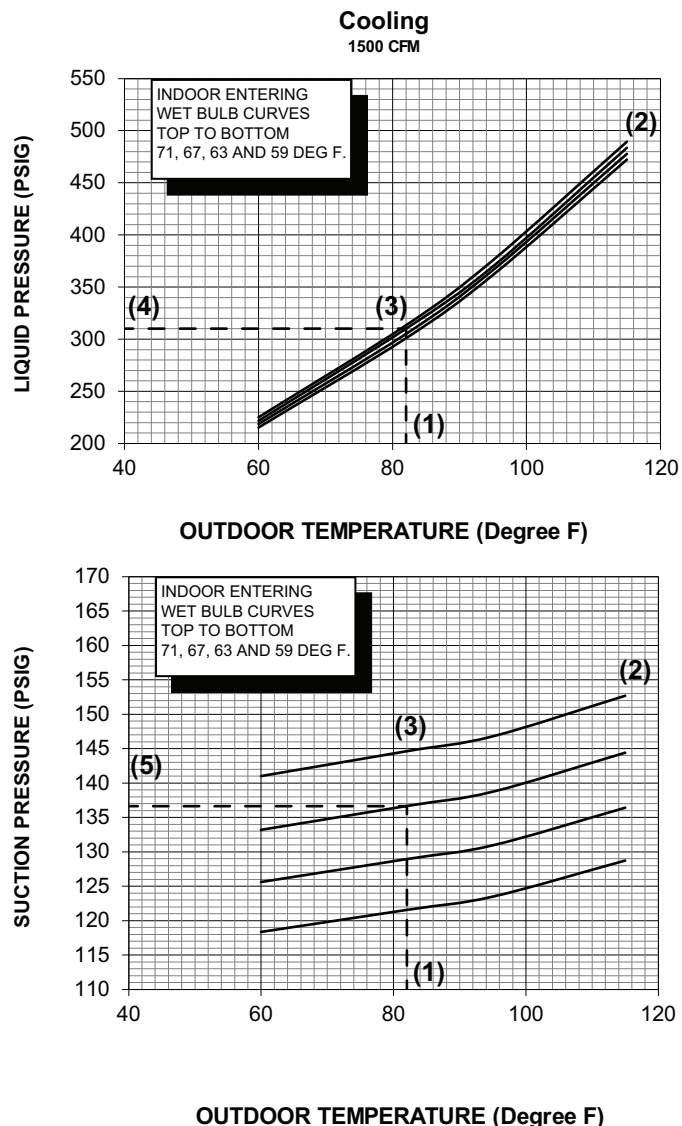 Cooling
1500 CFM
550
500
450
400
350
300
250
200
LIQUID PRESSURE (PSIG)
INDOOR ENTERING
WET BULB CURVES
TOP TO BOTTOM
71, 67, 63 AND 59 DEG F.
(2)
(4)
(3)
(1)
40 60 80 100 120
OUTDOOR TEMPERATURE (Degree F)
170
165
160
155
150
145
140
135
130
125
120
115
110
SUCTION PRESSURE (PSIG)
INDOOR ENTERING
WET BULB CURVES
TOP TO BOTTOM
71, 67, 63 AND 59 DEG F.
(2)
(3)
(5)
(1)
40 60 80 100 120
OUTDOOR TEMPERATURE (Degree F)